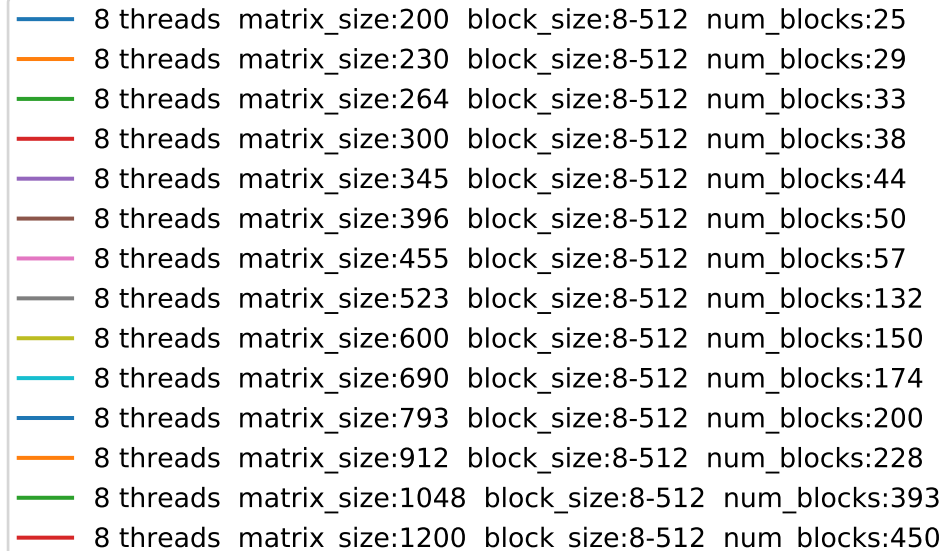 8 threads matrix_size:200 block_size:8-512 num_blocks:25
8 threads matrix_size:230 block_size:8-512 num_blocks:29
8 threads matrix_size:264 block_size:8-512 num_blocks:33
8 threads matrix_size:300 block_size:8-512 num_blocks:38
8 threads matrix_size:345 block_size:8-512 num_blocks:44
8 threads matrix_size:396 block_size:8-512 num_blocks:50
8 threads matrix_size:455 block_size:8-512 num_blocks:57
8 threads matrix_size:523 block_size:8-512 num_blocks:132
8 threads matrix_size:600 block_size:8-512 num_blocks:150
8 threads matrix_size:690 block_size:8-512 num_blocks:174
8 threads matrix_size:793 block_size:8-512 num_blocks:200
8 threads matrix_size:912 block_size:8-512 num_blocks:228
8 threads matrix_size:1048 block_size:8-512 num_blocks:393
8 threads matrix_size:1200 block_size:8-512 num_blocks:450